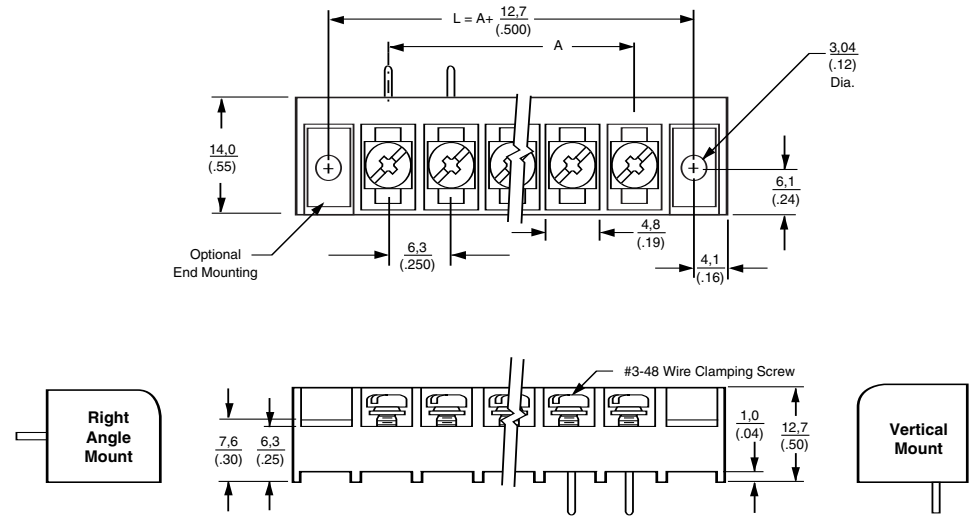 L = A+ 12,7
(.500)
A
3,04
(.12)
Dia.
14,0
(.55)
6,1
(.24)
Optional
End Mounting
6,3
(.250)
4,8
(.19)
4,1
(.16)
#3-48 Wire Clamping Screw
Right
Angle
Mount
7,6
(.30)
6,3
(.25)
1,0
(.04)
12,7
(.50)
Vertical
Mount